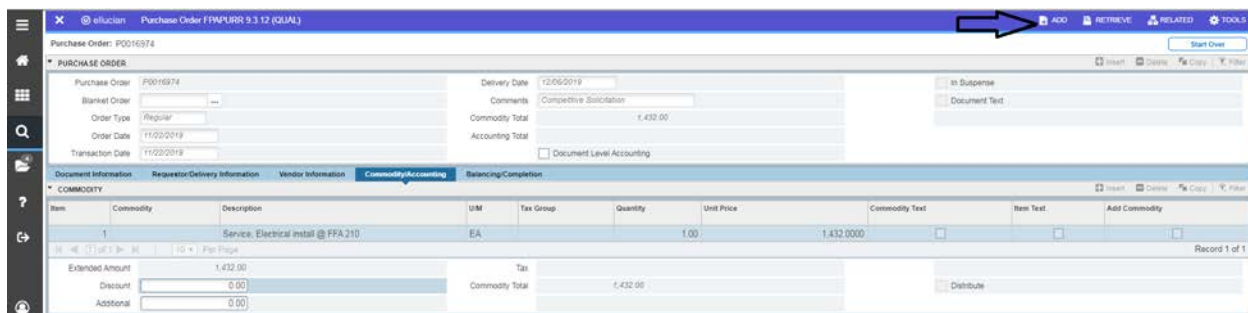 ellucian Purchase Order FPAPURR 9.3.12 (QUAL) ADD RETRIEVE RELATED TOOLS
Purchase Order: P0016974 Start Over
PURCHASE ORDER Insert Delete Copy Filter
Purchase Order P0016974 Delivery Date 12/06/2019 In Suspense
Blanket Order ... Comments Competitive Solicitation Document Text
Order Type Regular Commodity Total 1,432.00
Order Date 11/22/2019 Accounting Total
Transaction Date 11/22/2019 Document Level Accounting
Document Information Requestor/Delivery Information Vendor Information Commodity/Accounting Balancing/Completion
COMMODITY Insert Delete Copy Filter
Item Commodity Description U/M Tax Group Quantity Unit Price Commodity Text Item Text Add Commodity
1 Service, Electrical install @ FFA 210 EA 1.00 1,432.0000
1 of 1 10 Per Page Record 1 of 1
Extended Amount 1,432.00 Tax
Discount 0.00 Commodity Total 1,432.00 Distribute
Additional 0.00